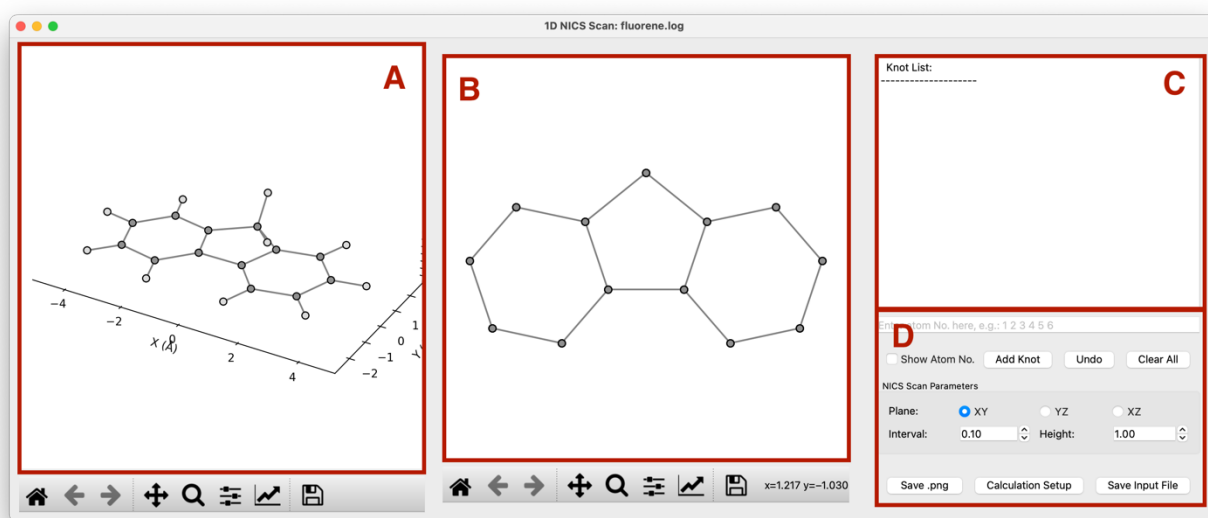 1D NICS Scan: fluorene.log
A
−4
−2
0
X (Å)
2
4
−2
−1
0
1
Y
B
x=1.217 y=−1.030
C
Knot List:
--------------------
D
Enter atom No. here, e.g.: 1 2 3 4 5 6
Show Atom No. Add Knot Undo Clear All
NICS Scan Parameters
Plane: XY YZ XZ
Interval: 0.10 Height: 1.00
Save .png Calculation Setup Save Input File